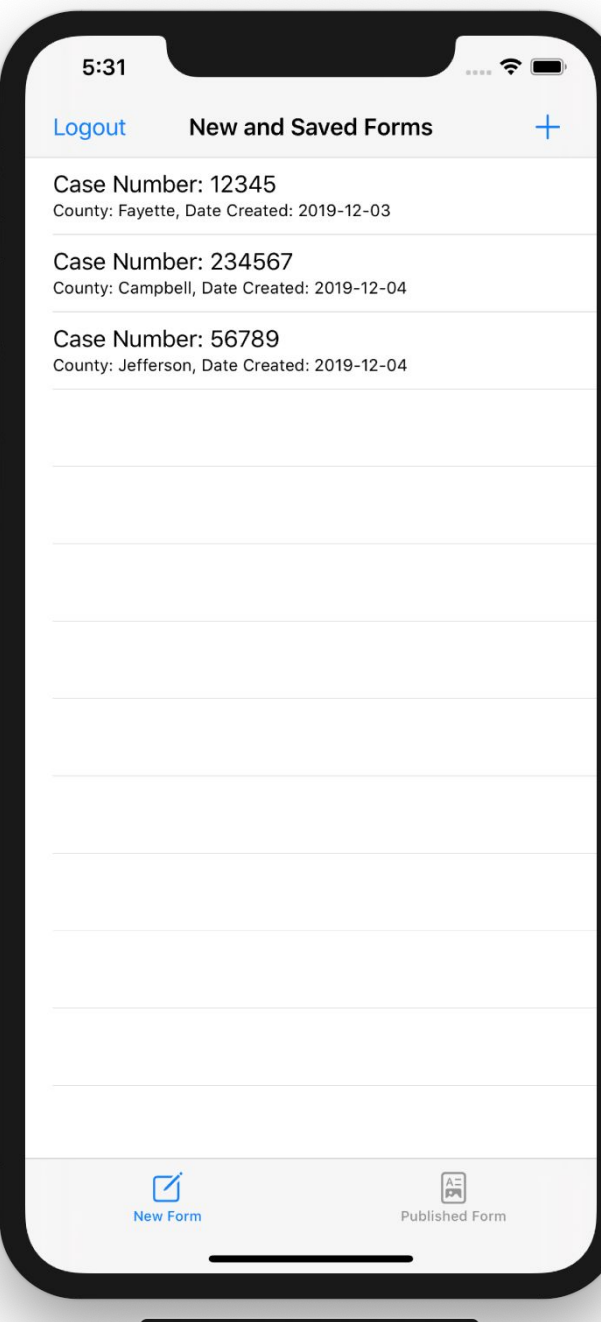 5:31
Logout New and Saved Forms +
Case Number: 12345
County: Fayette, Date Created: 2019-12-03
Case Number: 234567
County: Campbell, Date Created: 2019-12-04
Case Number: 56789
County: Jefferson, Date Created: 2019-12-04
New Form Published Form